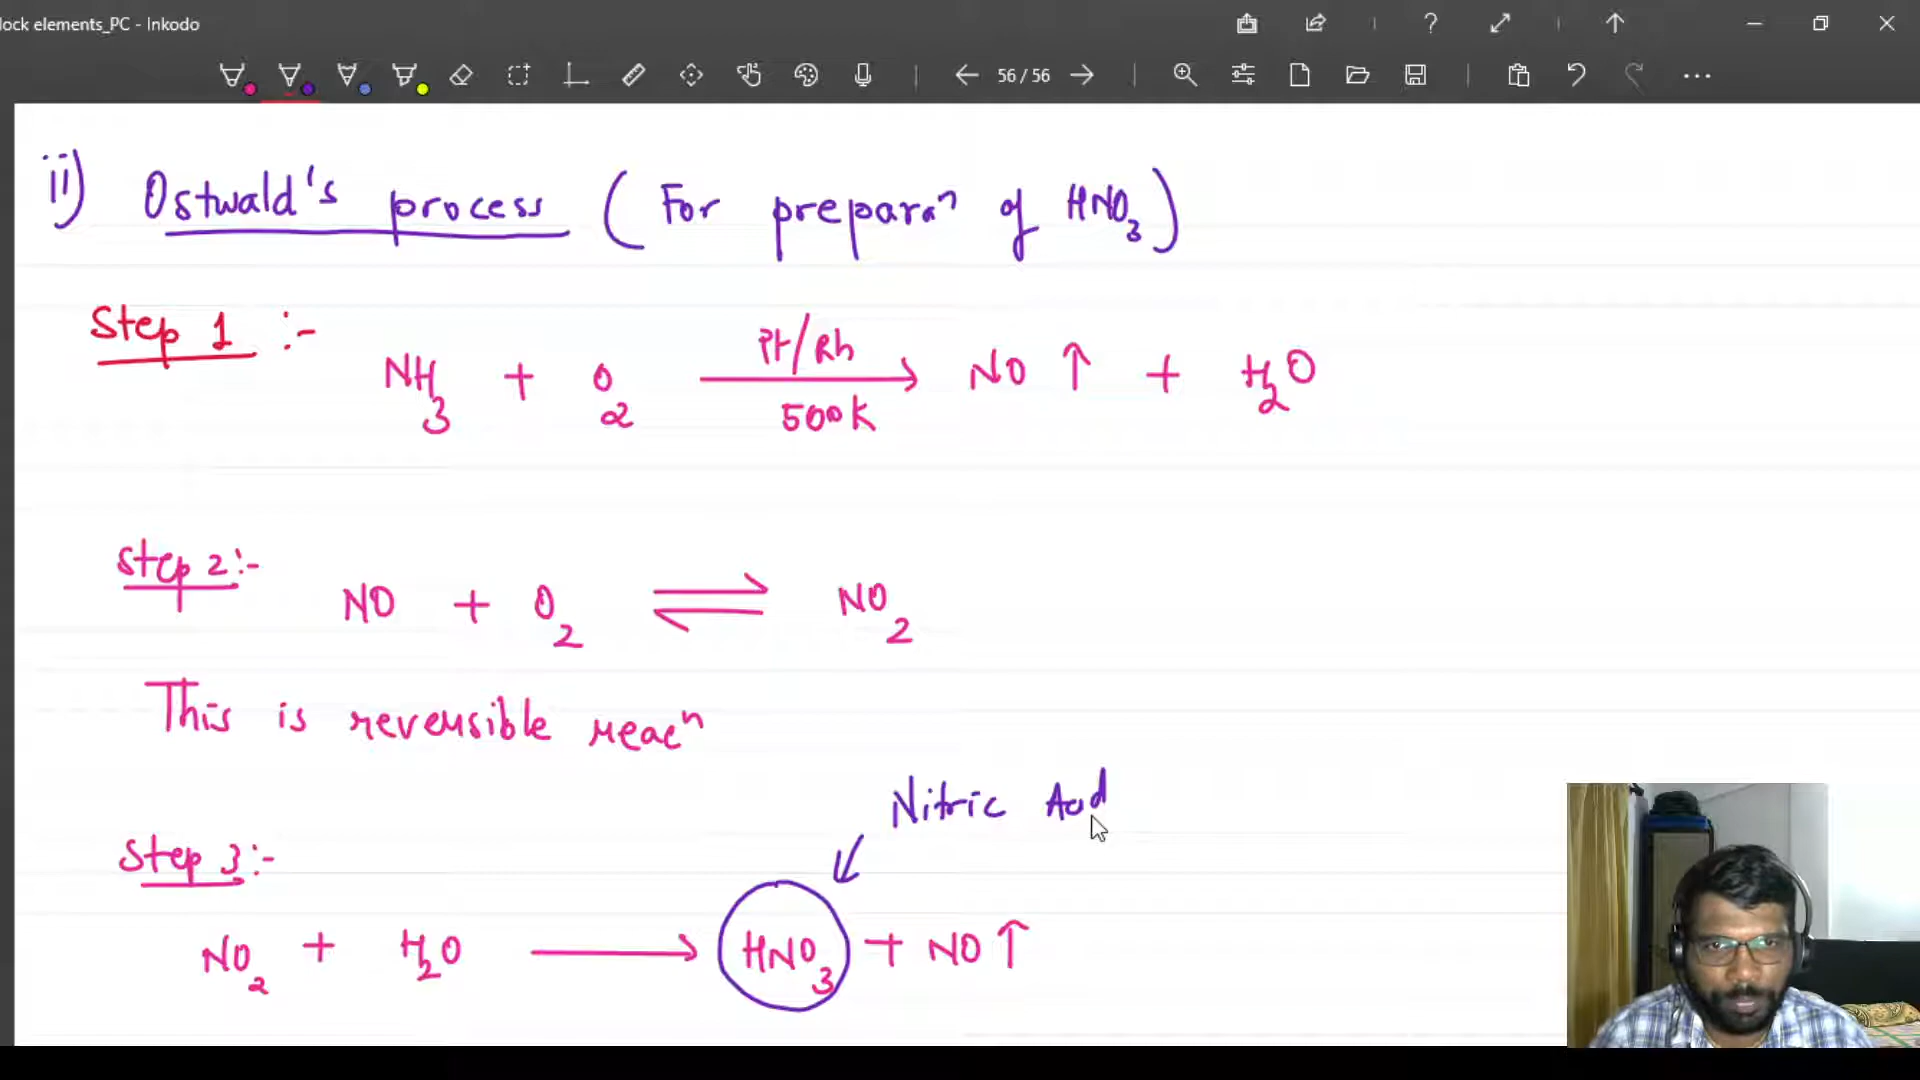 lock elements_PC - Inkodo
56 / 56
ii) Ostwald's process (For preparaⁿ of HNO₃)
Step 1 :-
NH₃ + O₂ Pt/Rh 500K → NO ↑ + H₂O
Step 2:-
NO + O₂ ⇌ NO₂
This is reversible reacⁿ
Nitric Acid
Step 3:-
NO₂ + H₂O → HNO₃ + NO ↑